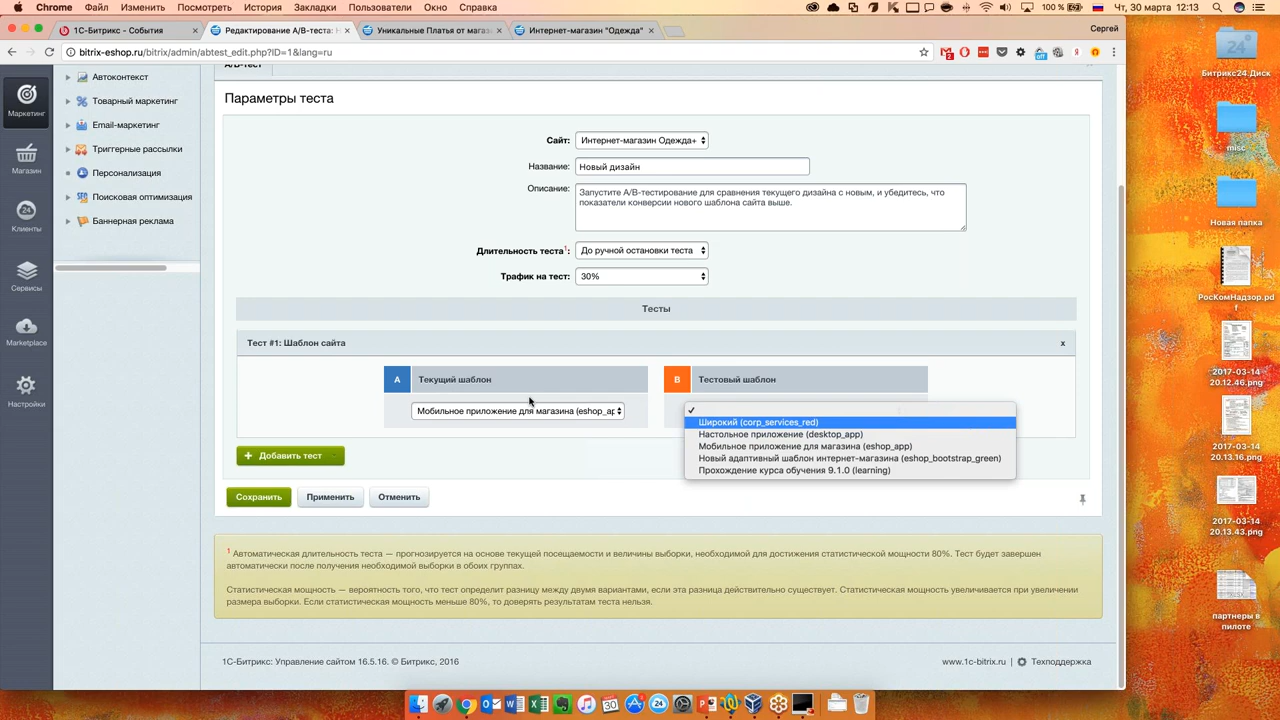 Chrome Файл Изменить Просмотреть История Закладки Пользователи Окно Справка
100 % Чт, 30 марта 12:13
1С-Битрикс - События
Редактирование A/B-теста:
Уникальные Платья от магаз
Интернет-магазин "Одежда"
Сергей
bitrix-eshop.ru/bitrix/admin/abtest_edit.php?ID=1&lang=ru
Маркетинг
Магазин
24
Клиенты
Сервисы
Marketplace
Настройки
Автоконтекст
Товарный маркетинг
Email-маркетинг
Триггерные рассылки
Персонализация
Поисковая оптимизация
Баннерная реклама
A/B-тест
Параметры теста
Сайт: Интернет-магазин Одежда+
Название: Новый дизайн
Описание: Запустите A/B-тестирование для сравнения текущего дизайна с новым, и убедитесь, что
показатели конверсии нового шаблона сайта выше.
Длительность теста¹: До ручной остановки теста
Трафик на тест: 30%
Тесты
Тест #1: Шаблон сайта x
A Текущий шаблон
B Тестовый шаблон
Мобильное приложение для магазина (eshop_ap
✓
Широкий (corp_services_red)
Настольное приложение (desktop_app)
Мобильное приложение для магазина (eshop_app)
Новый адаптивный шаблон интернет-магазина (eshop_bootstrap_green)
Прохождение курса обучения 9.1.0 (learning)
+ Добавить тест
Сохранить Применить Отменить
¹ Автоматическая длительность теста — прогнозируется на основе текущей посещаемости и величины выборки, необходимой для достижения статистической мощности 80%. Тест будет завершен
автоматически после получения необходимой выборки в обоих группах.
Статистическая мощность — вероятность того, что тест определит разницу между двумя вариантами, если эта разница действительно существует. Статистическая мощность увеличивается при увеличении
размера выборки. Если статистическая мощность меньше 80%, то доверять результатам теста нельзя.
1С-Битрикс: Управление сайтом 16.5.16. © Битрикс, 2016
www.1c-bitrix.ru | Техподдержка
24
Битрикс24.Диск
misc
Новая папка
РосКомНадзор.pd
f
2017-03-14
20.12.46.png
2017-03-14
20.13.16.png
2017-03-14
20.13.43.png
партнеры в
пилоте